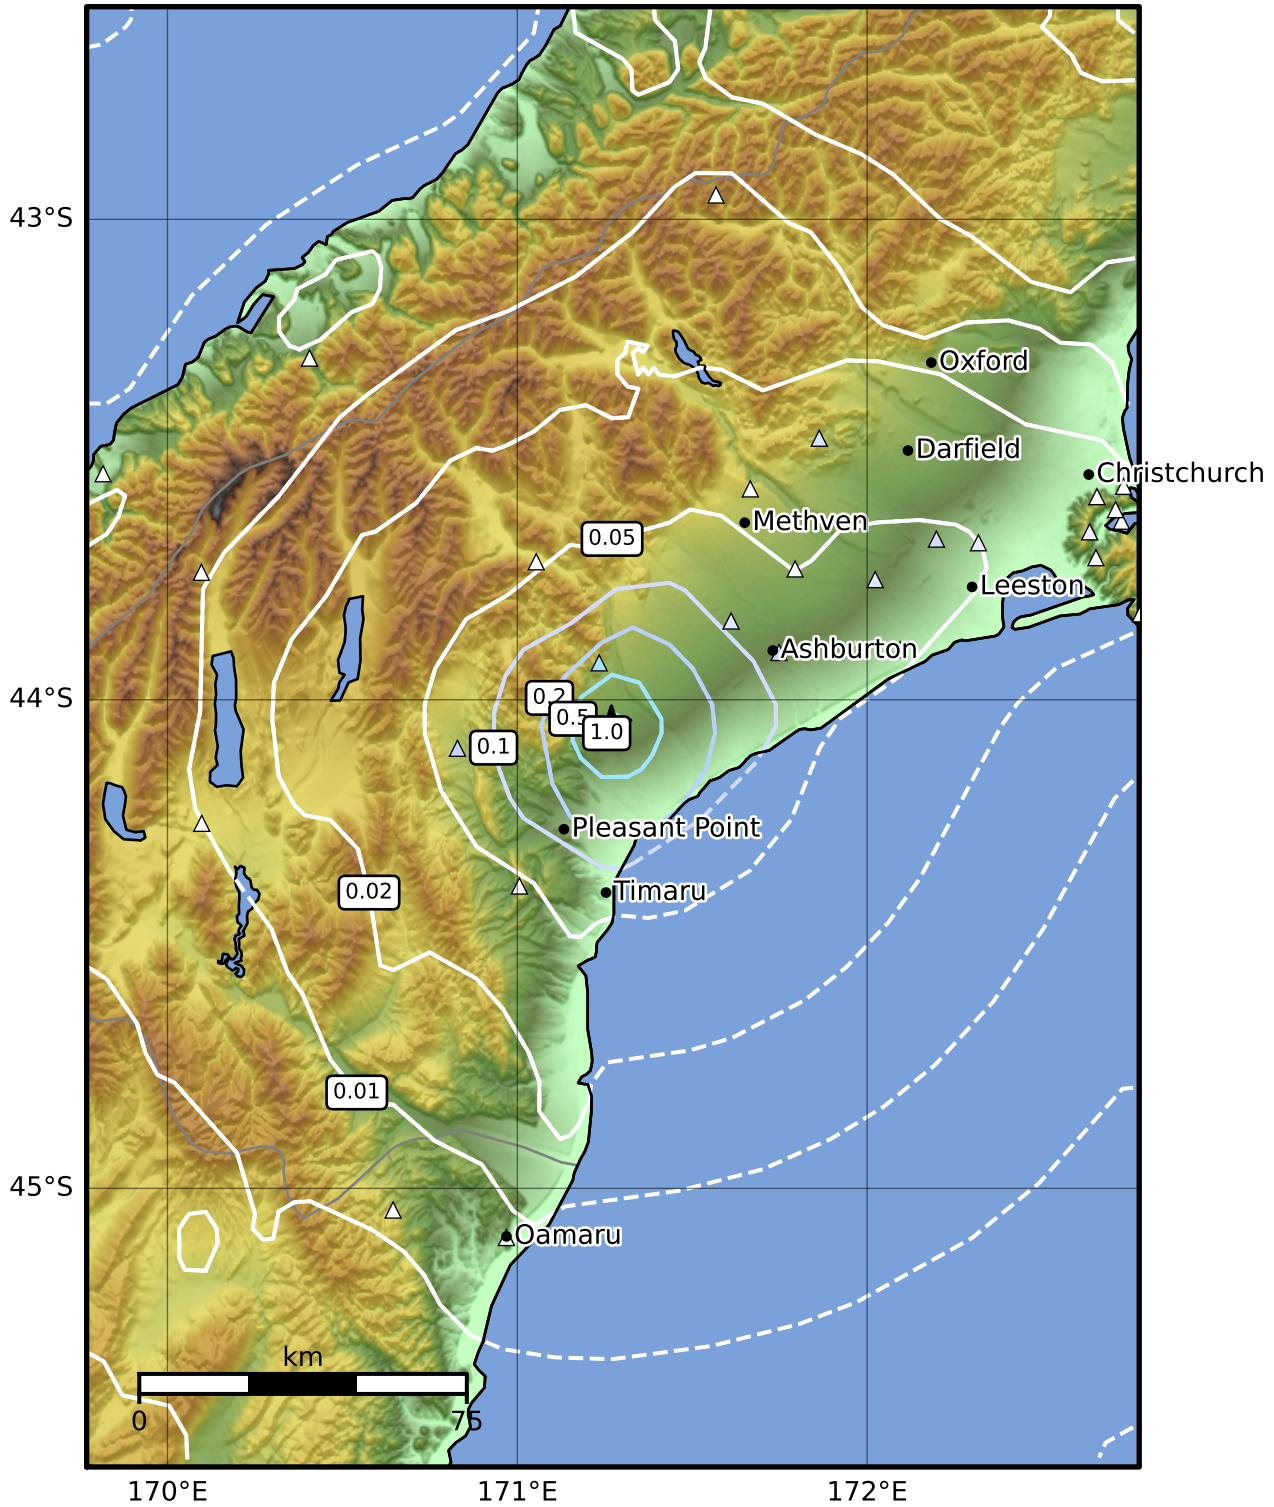 43°S
Oxford
Darfield
Christchurch
Methven
0.05
Leeston
Ashburton
44°S
0.2
0.5
1.0
0.1
Pleasant Point
0.02
Timaru
0.01
45°S
Oamaru
km
0 75
170°E 171°E 172°E